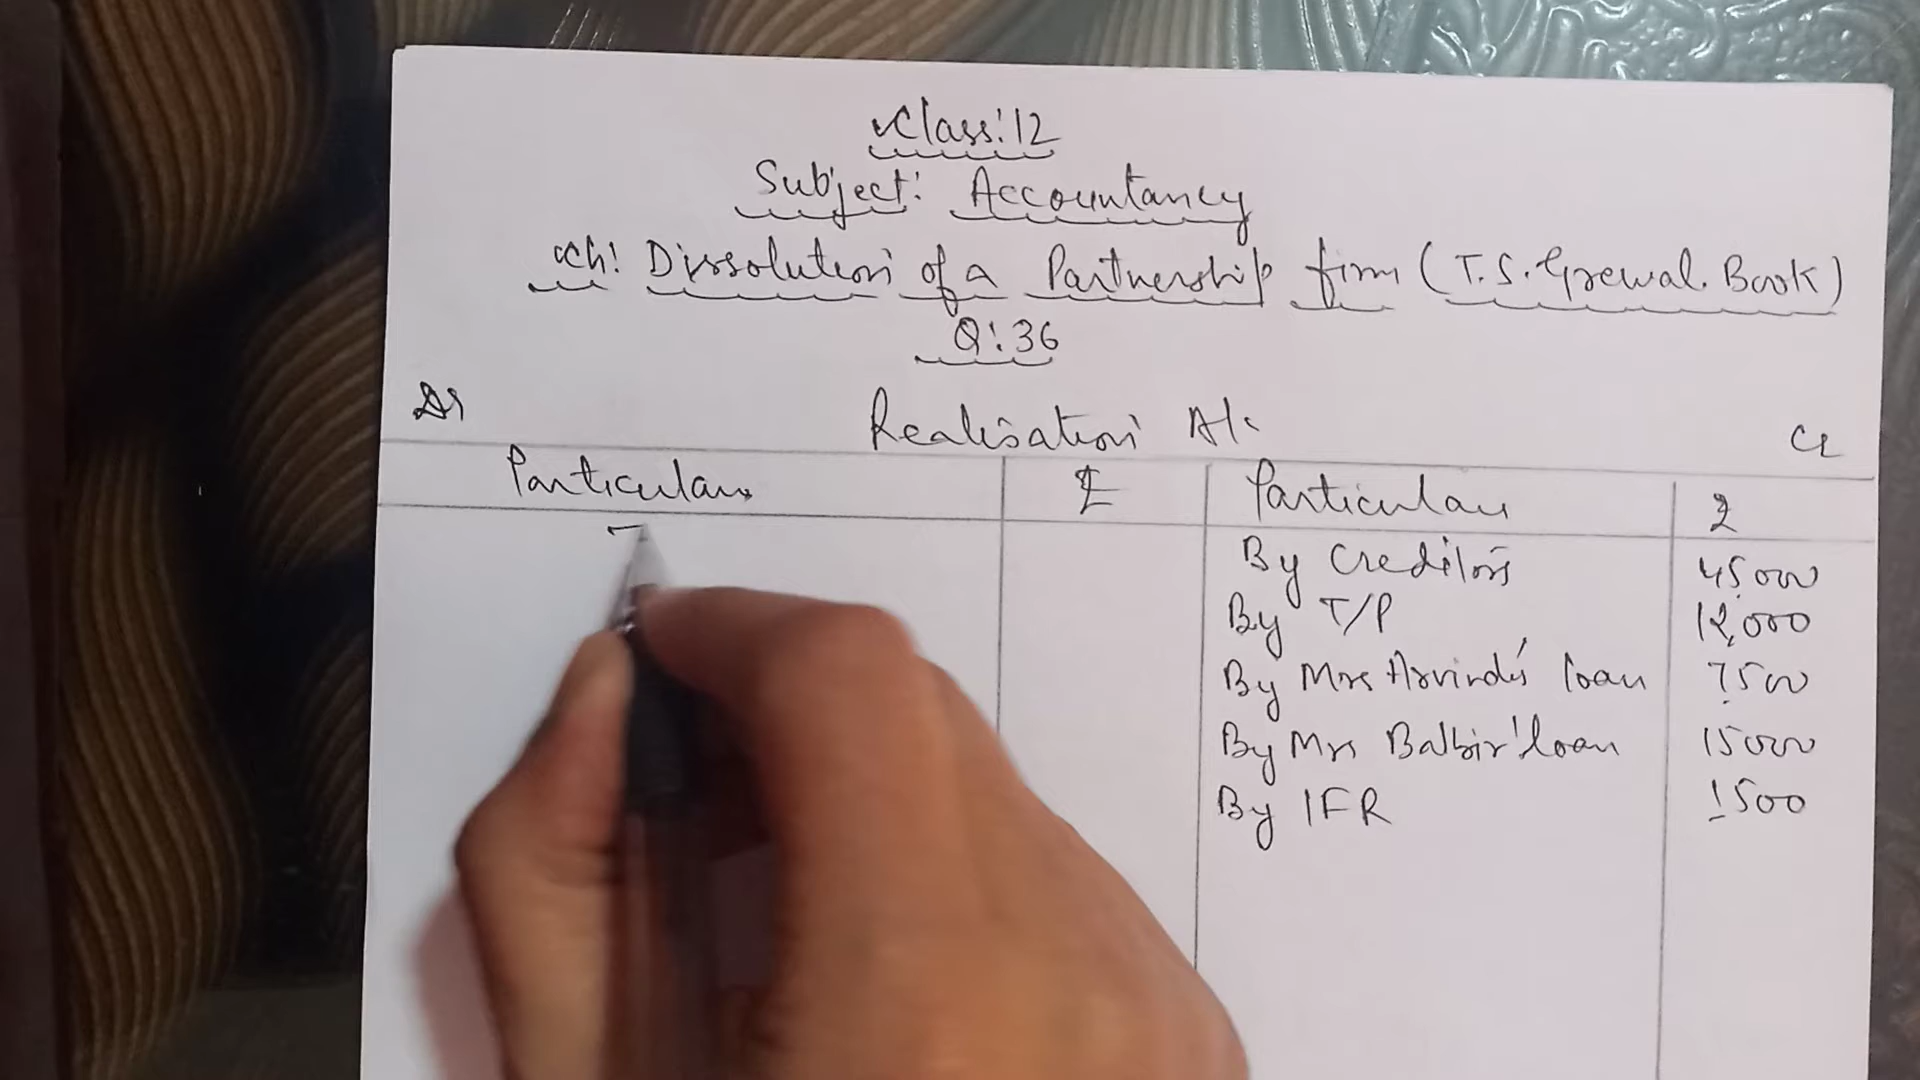 Class: 12
Subject: Accountancy
Ch: Dissolution of a Partnership firm (T.S. Grewal. Book)
Q: 36
Dr Realisation A/c Cr
Particulars ₹ Particulars ₹
By Creditors 45000
By T/P 12,000
By Mrs Arvind's loan 7500
By Mrs Balbir' loan 15000
By IFR 1500